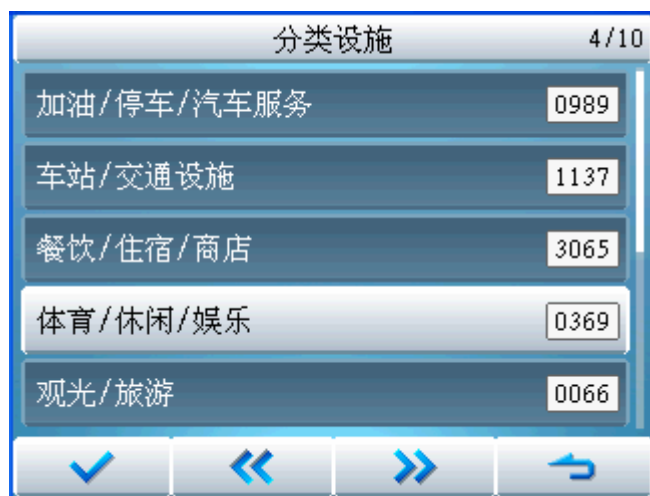 分类设施 4/10
加油/停车/汽车服务 0989
车站/交通设施 1137
餐饮/住宿/商店 3065
体育/休闲/娱乐 0369
观光/旅游 0066